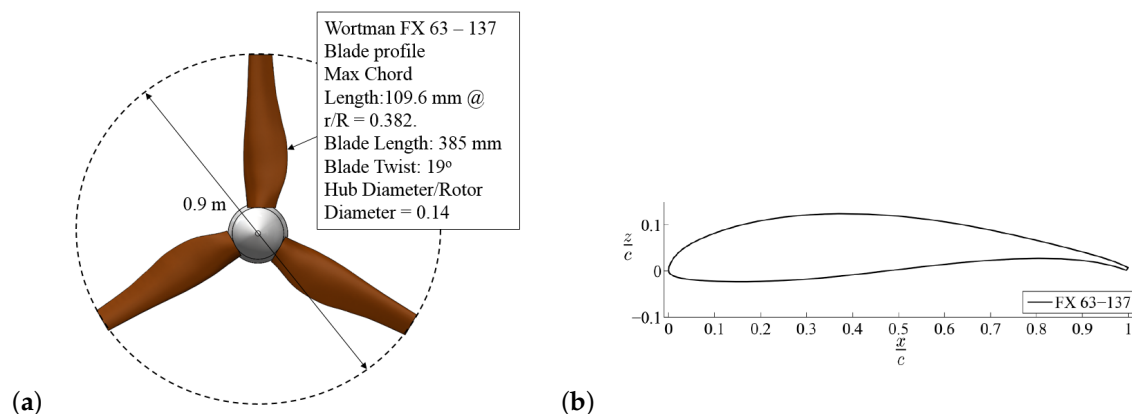 Wortman FX 63 – 137
Blade profile
Max Chord
Length:109.6 mm @
r/R = 0.382.
Blade Length: 385 mm
Blade Twist: 19º
Hub Diameter/Rotor
Diameter = 0.14
0.9 m
(a)
0.1
z/c
0
−0.1
0 0.1 0.2 0.3 0.4 0.5 0.6 0.7 0.8 0.9 1
x/c
FX 63−137
(b)